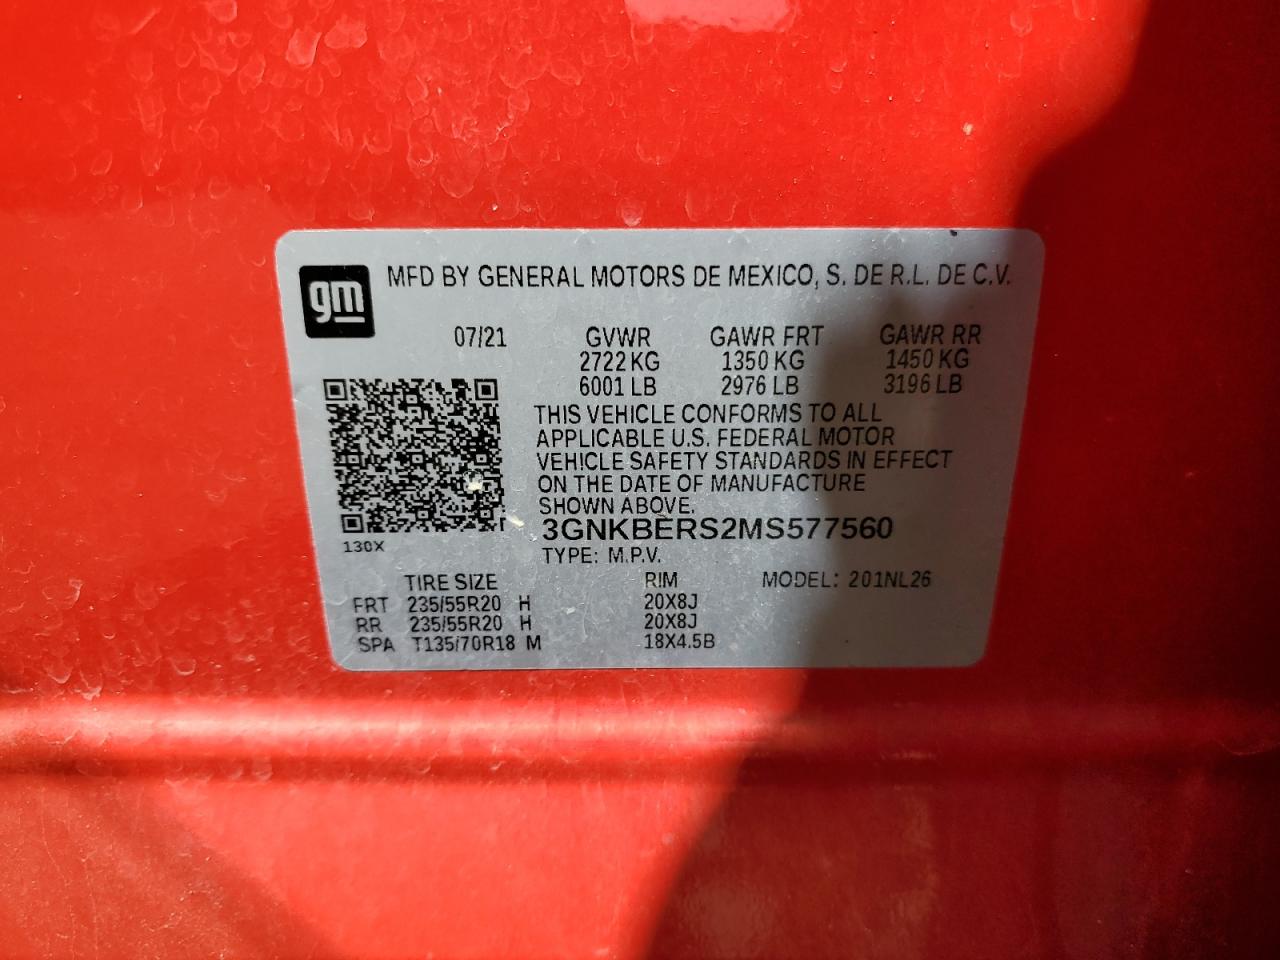 gm
MFD BY GENERAL MOTORS DE MEXICO, S. DE R.L. DE C.V.
07/21 GVWR GAWR FRT GAWR RR
2722 KG 1350 KG 1450 KG
6001 LB 2976 LB 3196 LB
THIS VEHICLE CONFORMS TO ALL
APPLICABLE U.S. FEDERAL MOTOR
VEHICLE SAFETY STANDARDS IN EFFECT
ON THE DATE OF MANUFACTURE
SHOWN ABOVE.
3GNKBERS2MS577560
130X
TYPE: M.P.V.
TIRE SIZE RIM MODEL: 201NL26
FRT 235/55R20 H 20X8J
RR 235/55R20 H 20X8J
SPA T135/70R18 M 18X4.5B